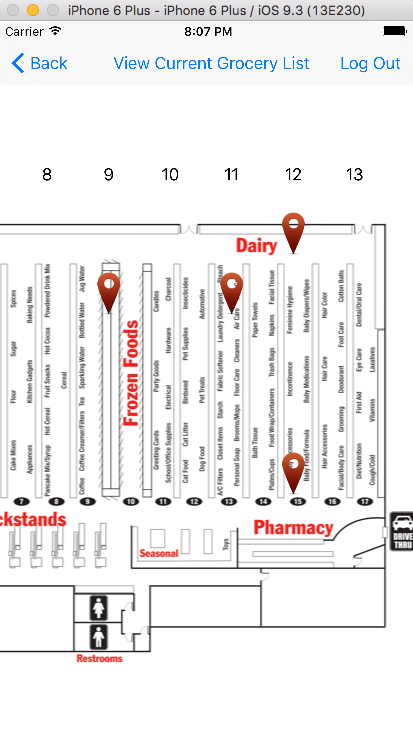 iPhone 6 Plus - iPhone 6 Plus / iOS 9.3 (13E230)
Carrier 8:07 PM
Back View Current Grocery List Log Out
8 9 10 11 12 13
Dairy
Spices
Baking Needs
Powdered Drink Mix
Jug Water
Candles
Charcoal
Insecticides
Automotive
Laundry Detergent
Air Care
Paper Towels
Napkins
Facial Tissue
Feminine Hygiene
Baby Diapers/Wipes
Hair Color
Foot Care
Cotton Balls
Dental/Oral Care
Sugar
Hot Cocoa
Bottled Water
Hardware
Pet Supplies
Cleaners
Trash Bags
Eye Care
Laxatives
Flour
Kitchen Gadgets
Fruit Snacks
Cereal
Sparkling Water
Frozen Foods
Party Goods
Electrical
Birdseed
Pet Treats
Fabric Softener
Floor Care
Food Wrap/Containers
Incontinence
Baby Medications
Hair Care
Deodorant
First Aid
Vitamins
Cake Mixes
Appliances
Pancake Mix/Syrup
Hot Cereal
Coffee
Coffee Creamer/Filters
Tea
Greeting Cards
School/Office Supplies
Cat Food
Cat Litter
Dog Food
A/C Filters
Closet Items
Starch
Personal Soap
Brooms/Mops
Bath Tissue
Plates/Cups
Baby Food/Formula
Hair Accessories
Facial/Body Care
Grooming
Diet/Nutrition
Cough/Cold
7 8 9 10 11 12 13 14 15 16 17
ckstands
Pharmacy
DRIVE
THRU
Seasonal
Toys
Restrooms